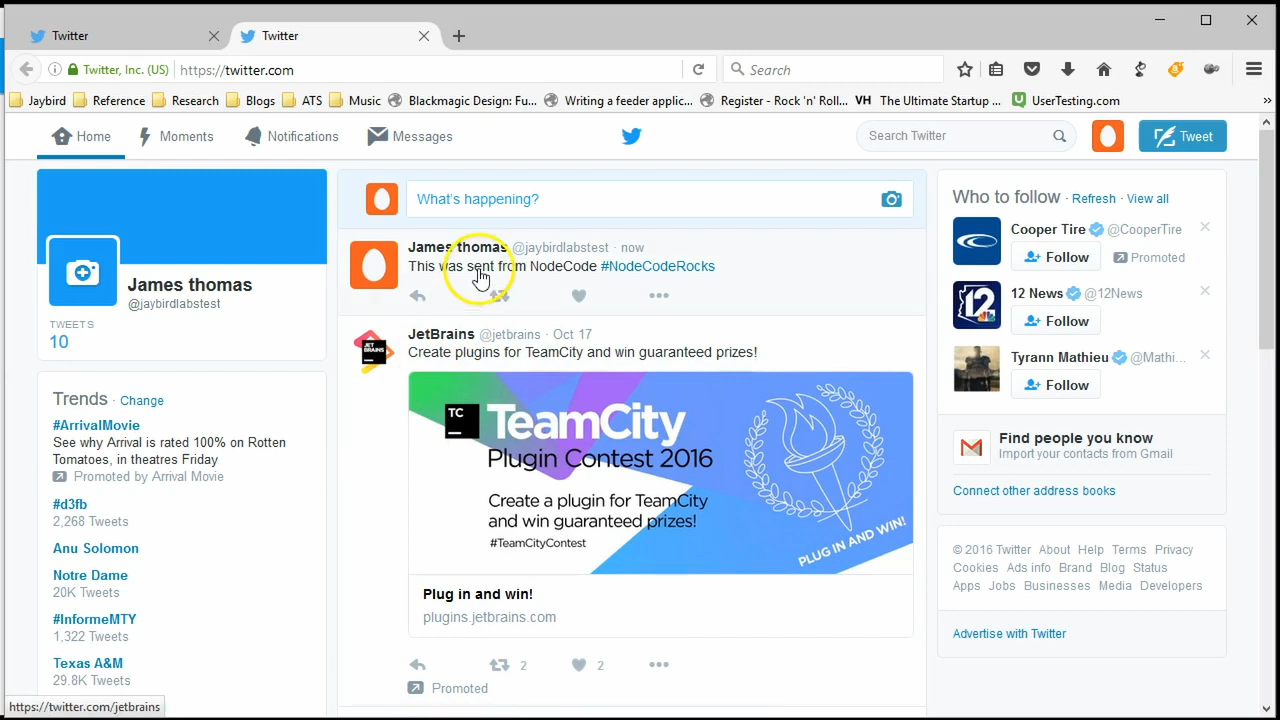 Twitter
Twitter
Twitter, Inc. (US)
https://twitter.com
Search
Jaybird
Reference
Research
Blogs
ATS
Music
Blackmagic Design: Fu...
Writing a feeder applic...
Register - Rock 'n' Roll...
VH The Ultimate Startup ...
UserTesting.com
Home
Moments
Notifications
Messages
Search Twitter
Tweet
James thomas
@jaybirdlabstest
TWEETS
10
Trends · Change
#ArrivalMovie
See why Arrival is rated 100% on Rotten
Tomatoes, in theatres Friday
Promoted by Arrival Movie
#d3fb
2,268 Tweets
Anu Solomon
Notre Dame
20K Tweets
#InformeMTY
1,322 Tweets
Texas A&M
29.8K Tweets
https://twitter.com/jetbrains
What's happening?
James thomas @jaybirdlabstest · now
This was sent from NodeCode #NodeCodeRocks
JetBrains @jetbrains · Oct 17
Create plugins for TeamCity and win guaranteed prizes!
JET
BRAINS
TC
TeamCity
Plugin Contest 2016
Create a plugin for TeamCity
and win guaranteed prizes!
#TeamCityContest
PLUG IN AND WIN!
Plug in and win!
plugins.jetbrains.com
2
2
Promoted
Who to follow · Refresh · View all
Cooper Tire @CooperTire
Follow
Promoted
12
12 News @12News
Follow
Tyrann Mathieu @Mathi...
Follow
Find people you know
Import your contacts from Gmail
Connect other address books
© 2016 Twitter About Help Terms Privacy
Cookies Ads info Brand Blog Status
Apps Jobs Businesses Media Developers
Advertise with Twitter